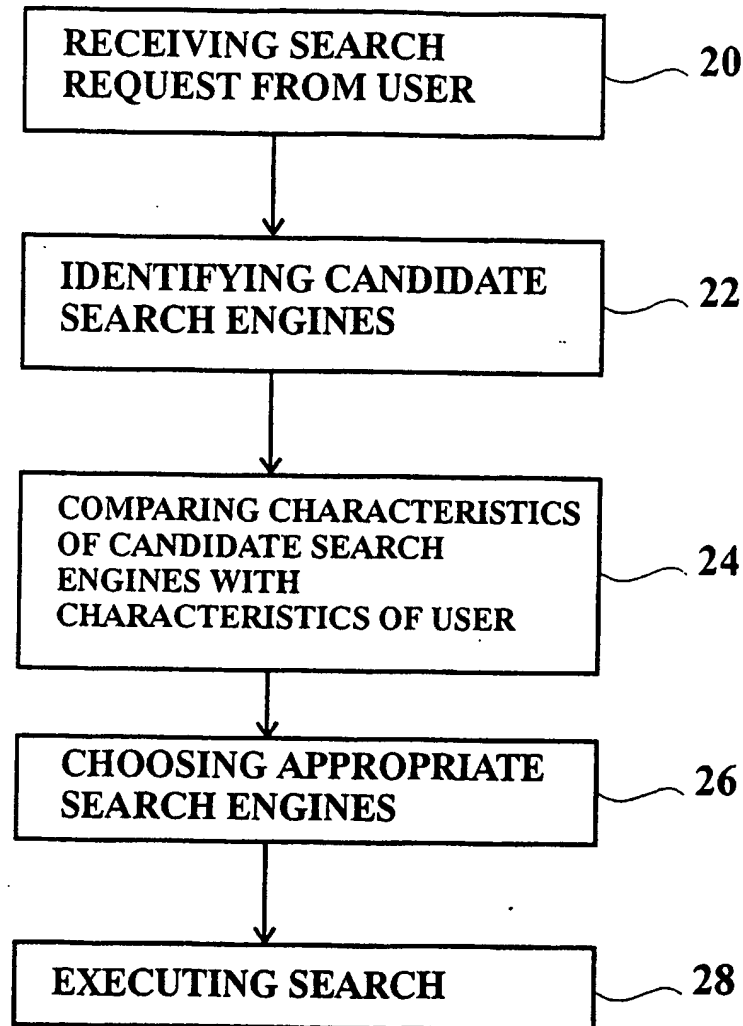 RECEIVING SEARCH
REQUEST FROM USER
20
IDENTIFYING CANDIDATE
SEARCH ENGINES
22
COMPARING CHARACTERISTICS
OF CANDIDATE SEARCH
ENGINES WITH
CHARACTERISTICS OF USER
24
CHOOSING APPROPRIATE
SEARCH ENGINES
26
EXECUTING SEARCH
28